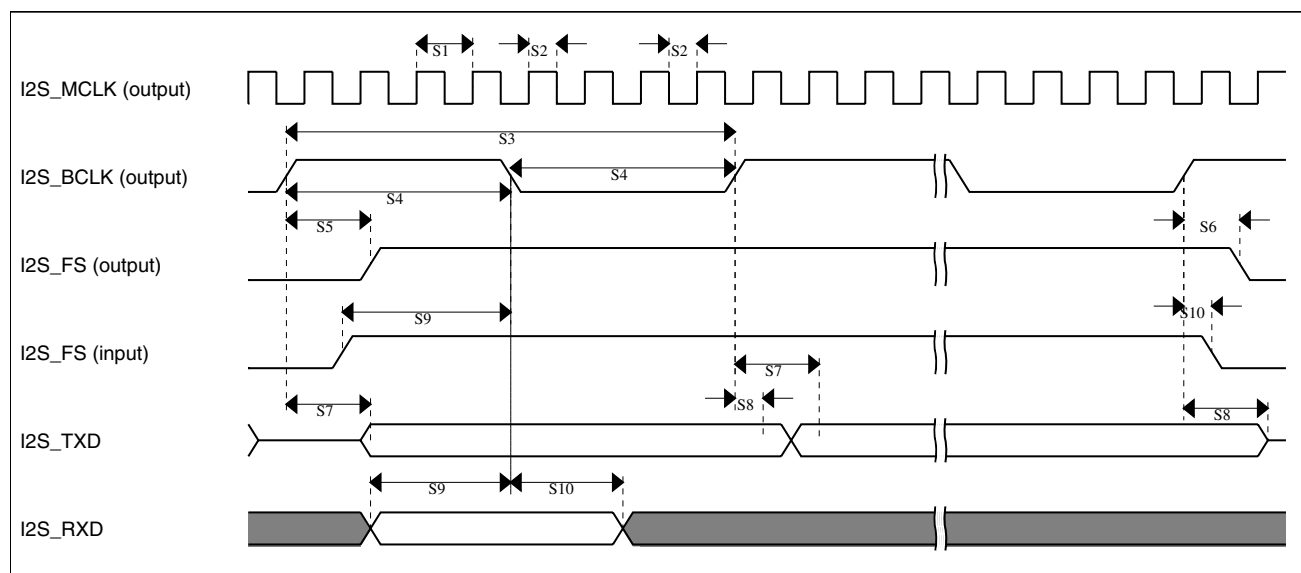 S1
S2
S2
I2S_MCLK (output)
S3
I2S_BCLK (output)
S4
S4
S5
S6
I2S_FS (output)
S9
S10
I2S_FS (input)
S7
S7
S8
S8
I2S_TXD
S9
S10
I2S_RXD